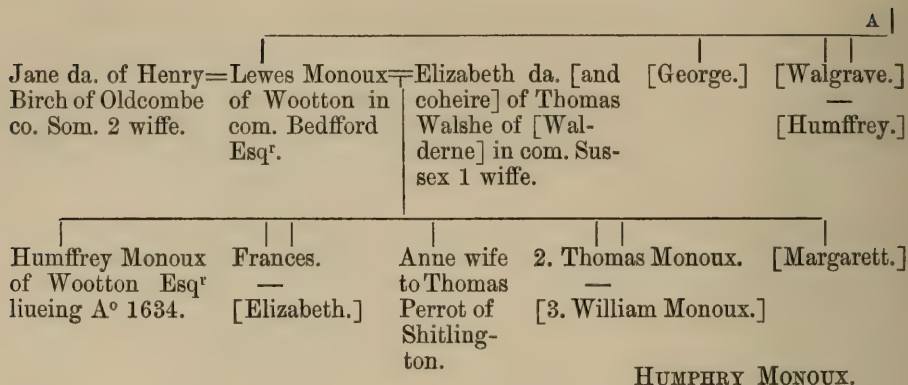 A
Jane da. of Henry
Birch of Oldcombe
co. Som. 2 wiffe.
=Lewes Monoux=
of Wootton in
com. Bedfford
Esqʳ.
Elizabeth da. [and
coheire] of Thomas
Walshe of [Wal-
derne] in com. Sus-
sex 1 wiffe.
[George.]
[Walgrave.]
—
[Humffrey.]
Humffrey Monoux
of Wootton Esqʳ
liueing Aº 1634.
Frances.
—
[Elizabeth.]
Anne wife
to Thomas
Perrot of
Shitling-
ton.
2. Thomas Monoux.
—
[3. William Monoux.]
[Margarett.]
HUMPHRY MONOUX.